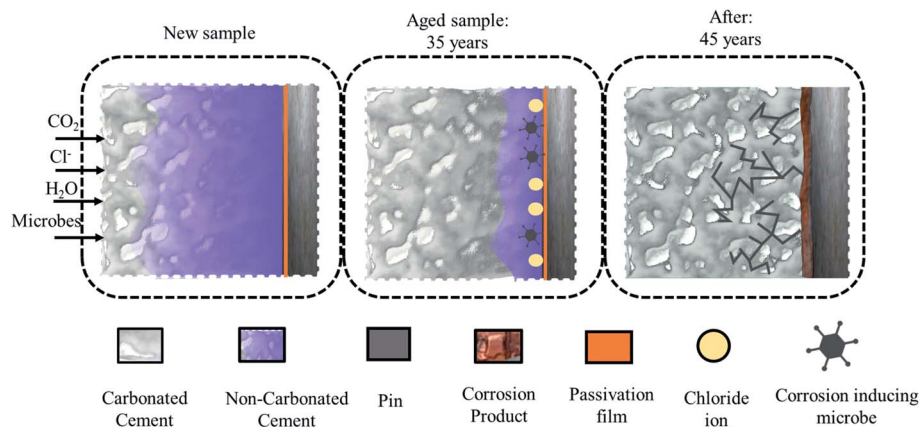 New sample
Aged sample:
35 years
After:
45 years
CO₂
Cl⁻
H₂O
Microbes
Carbonated
Cement
Non-Carbonated
Cement
Pin
Corrosion
Product
Passivation
film
Chloride
ion
Corrosion inducing
microbe